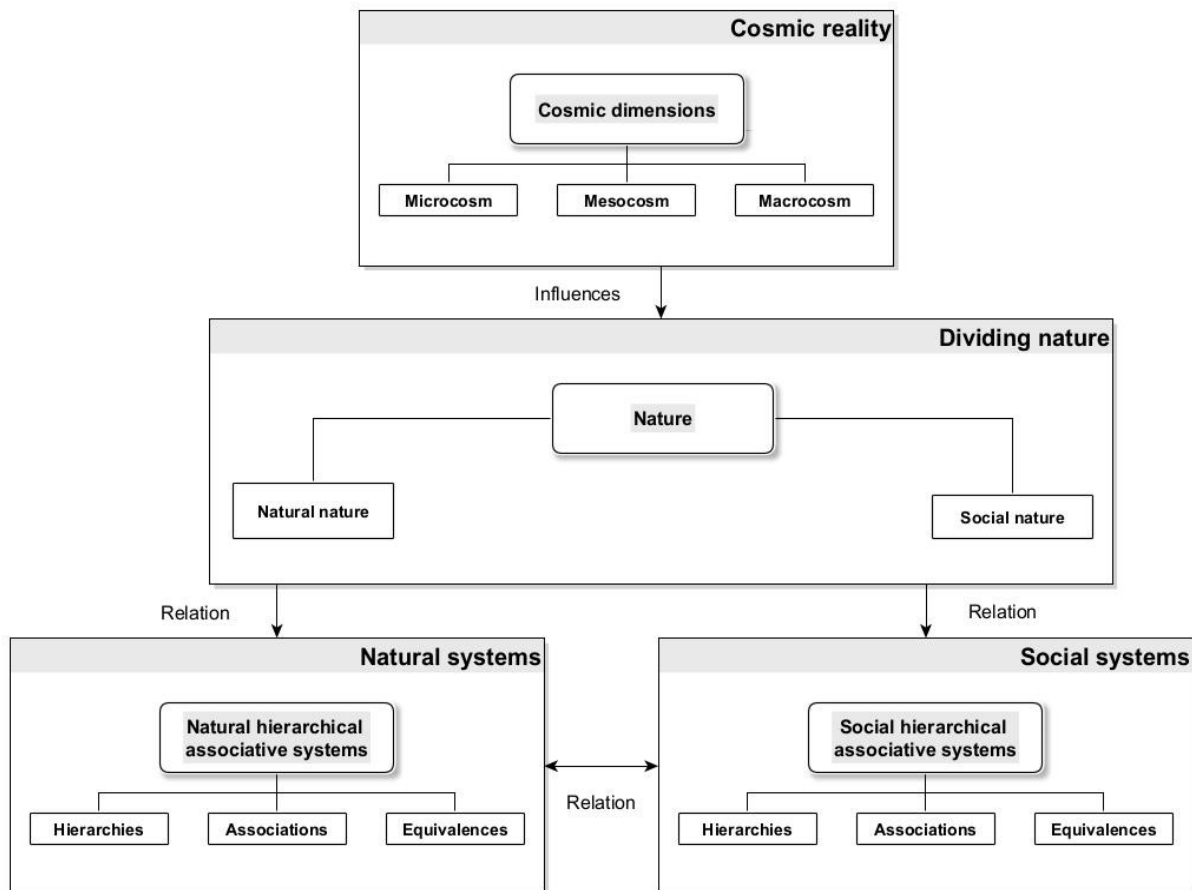 Cosmic reality
Cosmic dimensions
Microcosm
Mesocosm
Macrocosm
Influences
Dividing nature
Nature
Natural nature
Social nature
Relation
Relation
Natural systems
Natural hierarchical
associative systems
Hierarchies
Associations
Equivalences
Relation
Social systems
Social hierarchical
associative systems
Hierarchies
Associations
Equivalences